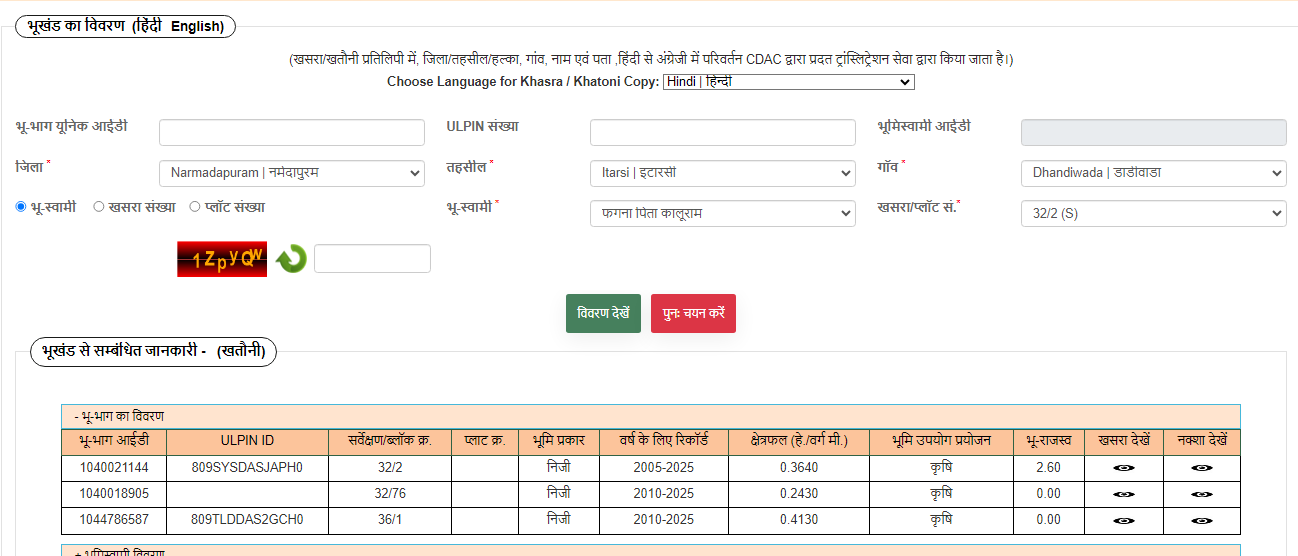 भूखंड का विवरण (हिंदी English)
(खसरा/खतौनी प्रतिलिपी में, जिला/तहसील/हल्का, गांव, नाम एवं पता ,हिंदी से अंग्रेजी में परिवर्तन CDAC द्वारा प्रदत ट्रांस्लिट्रेशन सेवा द्वारा किया जाता है।)
Choose Language for Khasra / Khatoni Copy: Hindi | हिन्दी
भू-भाग यूनिक आईडी ULPIN संख्या भूमिस्वामी आईडी
जिला * Narmadapuram | नर्मदापुरम तहसील * Itarsi | इटारसी गाँव * Dhandiwada | डाडीवाडा
भू-स्वामी खसरा संख्या प्लॉट संख्या भू-स्वामी * फगना पिता कालूराम खसरा/प्लॉट सं.* 32/2 (S)
1ZpyQW
विवरण देखें पुनः चयन करें
भूखंड से सम्बंधित जानकारी - (खतौनी)
- भू-भाग का विवरण
भू-भाग आईडी ULPIN ID सर्वेक्षण/ब्लॉक क्र. प्लाट क्र. भूमि प्रकार वर्ष के लिए रिकॉर्ड क्षेत्रफल (हे./वर्ग मी.) भूमि उपयोग प्रयोजन भू-राजस्व खसरा देखें नक्शा देखें
1040021144 809SYSDASJAPH0 32/2 निजी 2005-2025 0.3640 कृषि 2.60
1040018905 32/76 निजी 2010-2025 0.2430 कृषि 0.00
1044786587 809TLDDAS2GCH0 36/1 निजी 2010-2025 0.4130 कृषि 0.00
+ भूमिस्वामी विवरण